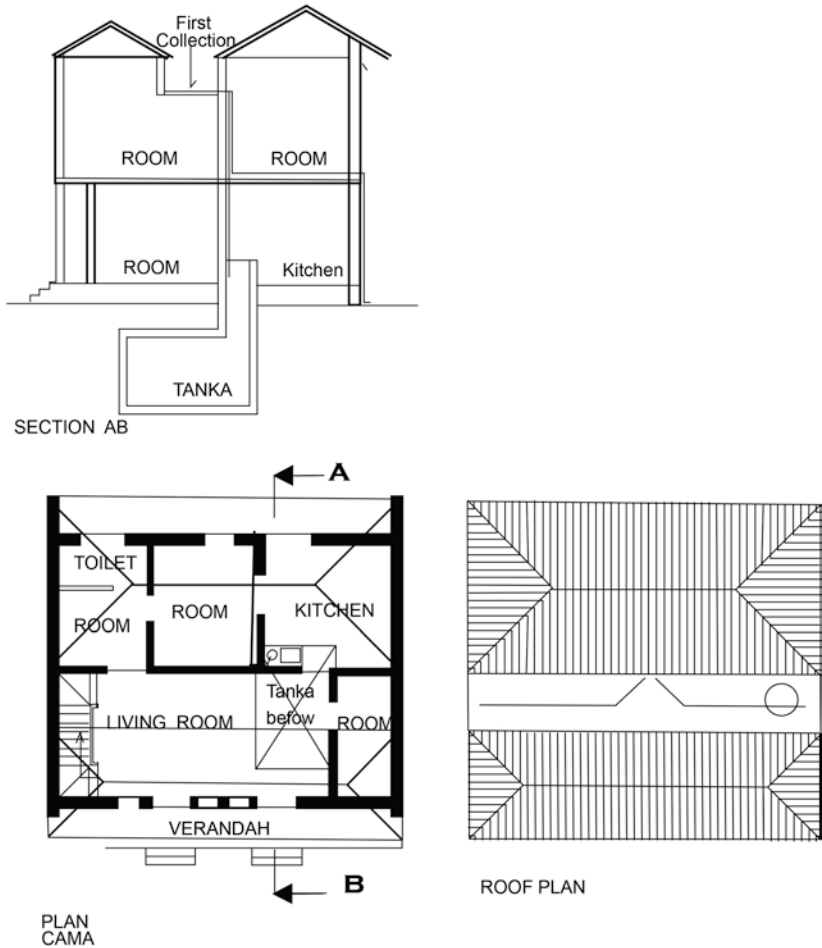 First
Collection
ROOM
ROOM
ROOM
Kitchen
TANKA
SECTION AB
A
TOILET
ROOM
ROOM
KITCHEN
LIVING ROOM
Tanka
befow
ROOM
VERANDAH
B
PLAN
CAMA
ROOF PLAN